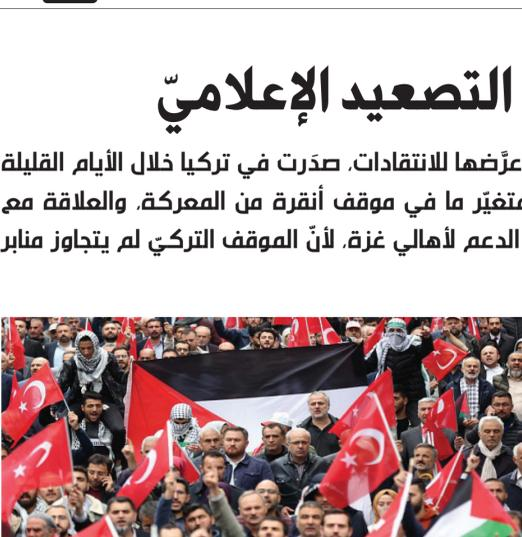 التصعيد الإعلاميّ
عرَّضها للانتقادات، صدَرت في تركيا خلال الأيام القليلة
متغيّر ما في موقف أنقرة من المعركة، والعلاقة مع
الدعم لأهالي غزة، لأنّ الموقف التركيّ لم يتجاوز منابر